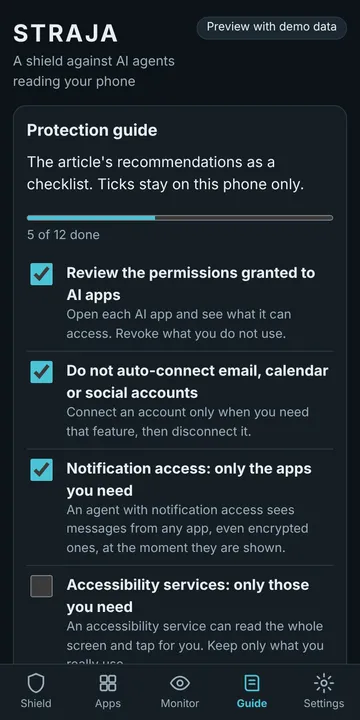 STRAJA
Preview with demo data
A shield against AI agents
reading your phone
Protection guide
The article's recommendations as a
checklist. Ticks stay on this phone only.
5 of 12 done
Review the permissions granted to
AI apps
Open each AI app and see what it can
access. Revoke what you do not use.
Do not auto-connect email, calendar
or social accounts
Connect an account only when you need
that feature, then disconnect it.
Notification access: only the apps
you need
An agent with notification access sees
messages from any app, even encrypted
ones, at the moment they are shown.
Accessibility services: only those
you need
An accessibility service can read the whole
screen and tap for you. Keep only what you
really use.
Shield
Apps
Monitor
Guide
Settings